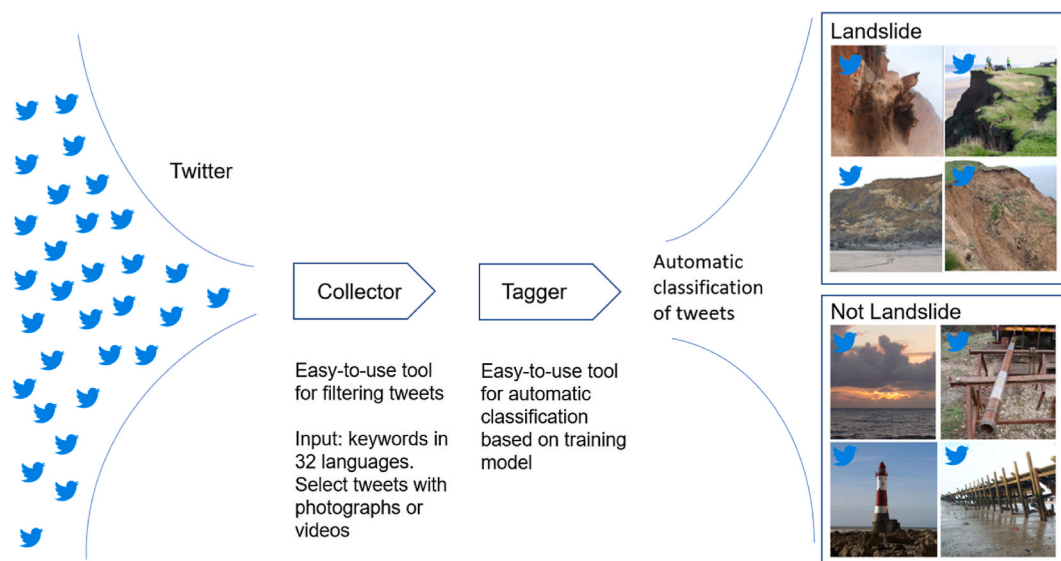 Twitter
Collector
Easy-to-use tool
for filtering tweets
Input: keywords in
32 languages.
Select tweets with
photographs or
videos
Tagger
Easy-to-use tool
for automatic
classification
based on training
model
Automatic
classification
of tweets
Landslide
Not Landslide